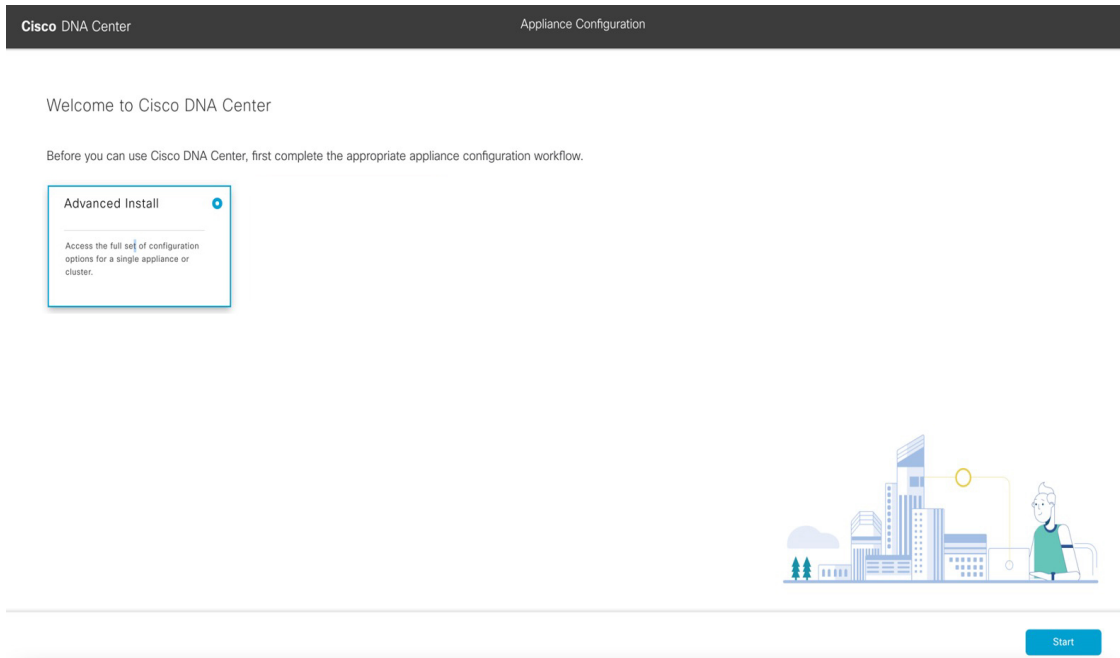 Cisco DNA Center
Appliance Configuration
Welcome to Cisco DNA Center
Before you can use Cisco DNA Center, first complete the appropriate appliance configuration workflow.
Advanced Install
Access the full set of configuration
options for a single appliance or
cluster.
Start